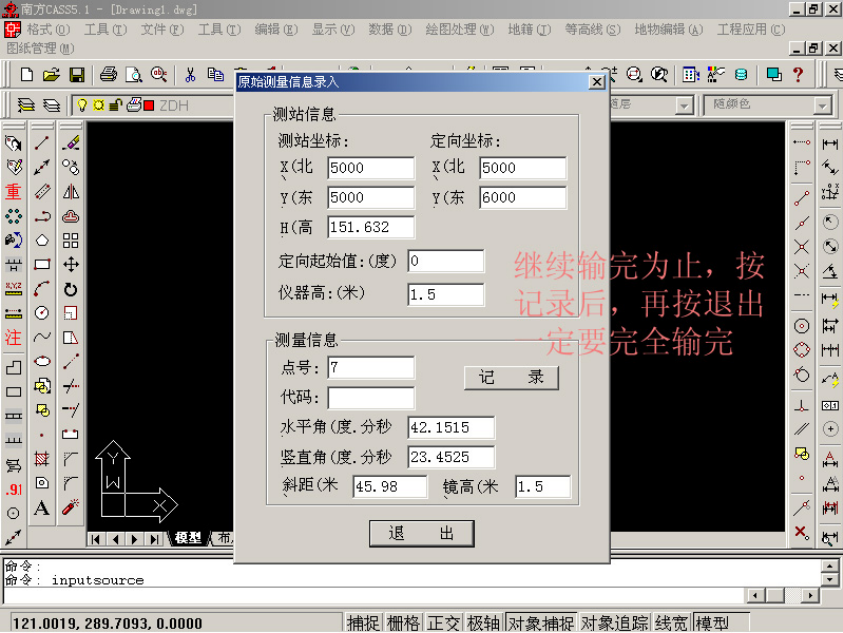 南方CASS5.1 - [Drawing1.dwg]
格式(O) 工具(T) 文件(F) 工具(T) 编辑(E) 显示(V) 数据(D) 绘图处理(W) 地籍(J) 等高线(S) 地物编辑(A) 工程应用(C)
图纸管理(M)
ZDH
随层
随颜色
原始测量信息录入
测站信息
测站坐标: 定向坐标:
X(北 5000 X(北 5000
Y(东 5000 Y(东 6000
H(高 151.632
定向起始值:(度) 0
仪器高:(米) 1.5
继续输完为止，按
记录后，再按退出
一定要完全输完
测量信息
点号: 7
记 录
代码:
水平角(度.分秒 42.1515
竖直角(度.分秒 23.4525
斜距(米 45.98 镜高(米 1.5
退 出
重
注
.91
A
Y
W
X
模型 布
命令:
命令: inputsource
121.0019, 289.7093, 0.0000
捕捉 栅格 正交 极轴 对象捕捉 对象追踪 线宽 模型